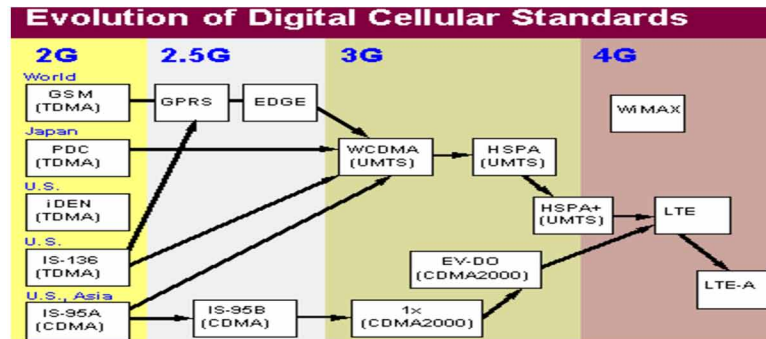 Evolution of Digital Cellular Standards
2G
2.5G
3G
4G
World
GSM
(TDMA)
GPRS
EDGE
WiMAX
Japan
PDC
(TDMA)
WCDMA
(UMTS)
HSPA
(UMTS)
U.S.
iDEN
(TDMA)
HSPA+
(UMTS)
LTE
U.S.
IS-136
(TDMA)
EV-DO
(CDMA2000)
LTE-A
U.S., Asia
IS-95A
(CDMA)
IS-95B
(CDMA)
1x
(CDMA2000)